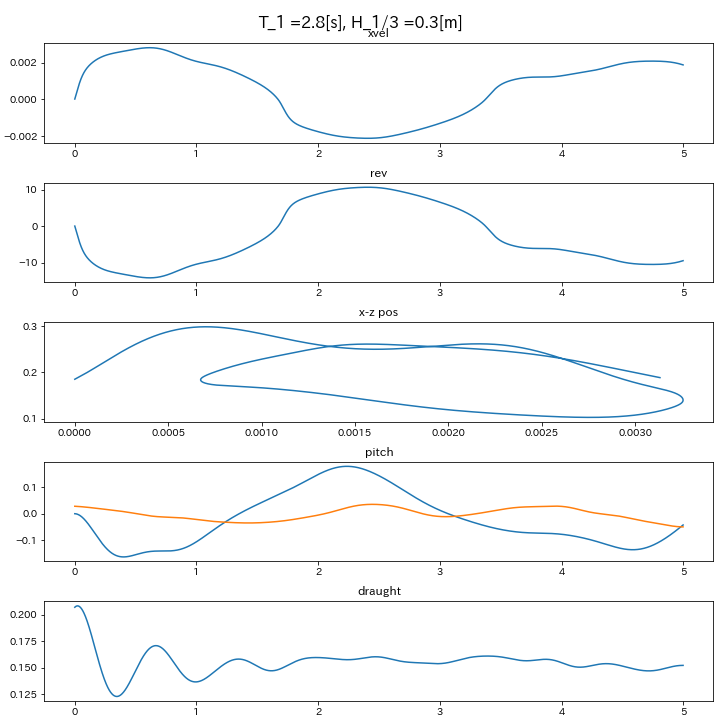 T_1 =2.8[s], H_1/3 =0.3[m]
xvel
0.002
0.000
−0.002
0 1 2 3 4 5
rev
10
0
−10
0 1 2 3 4 5
x-z pos
0.3
0.2
0.1
0.0000 0.0005 0.0010 0.0015 0.0020 0.0025 0.0030
pitch
0.1
0.0
−0.1
0 1 2 3 4 5
draught
0.200
0.175
0.150
0.125
0 1 2 3 4 5